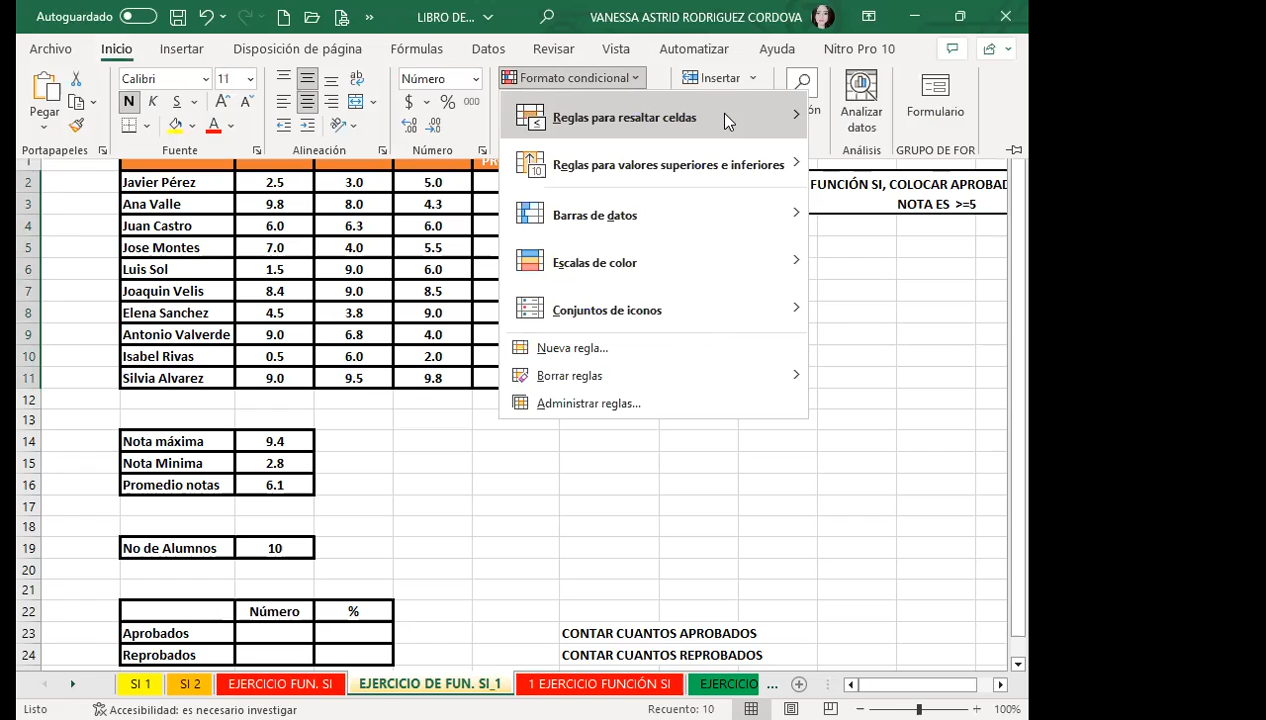 Autoguardado
LIBRO DE...
VANESSA ASTRID RODRIGUEZ CORDOVA
Archivo Inicio Insertar Disposición de página Fórmulas Datos Revisar Vista Automatizar Ayuda Nitro Pro 10
Pegar
Calibri 11
N K S
Número
$ % 000
Formato condicional
Insertar
Analizar datos
Formulario
Portapapeles Fuente Alineación Número Análisis GRUPO DE FOR
Reglas para resaltar celdas
Reglas para valores superiores e inferiores
Barras de datos
Escalas de color
Conjuntos de iconos
Nueva regla...
Borrar reglas
Administrar reglas...
2 Javier Pérez 2.5 3.0 5.0 FUNCIÓN SI, COLOCAR APROBAD
3 Ana Valle 9.8 8.0 4.3 NOTA ES >=5
4 Juan Castro 6.0 6.3 6.0
5 Jose Montes 7.0 4.0 5.5
6 Luis Sol 1.5 9.0 6.0
7 Joaquin Velis 8.4 9.0 8.5
8 Elena Sanchez 4.5 3.8 9.0
9 Antonio Valverde 9.0 6.8 4.0
10 Isabel Rivas 0.5 6.0 2.0
11 Silvia Alvarez 9.0 9.5 9.8
12
13
14 Nota máxima 9.4
15 Nota Minima 2.8
16 Promedio notas 6.1
17
18
19 No de Alumnos 10
20
21
22 Número %
23 Aprobados CONTAR CUANTOS APROBADOS
24 Reprobados CONTAR CUANTOS REPROBADOS
SI 1 SI 2 EJERCICIO FUN. SI EJERCICIO DE FUN. SI_1 1 EJERCICIO FUNCIÓN SI EJERCICIO ...
Listo Accesibilidad: es necesario investigar Recuento: 10 100%